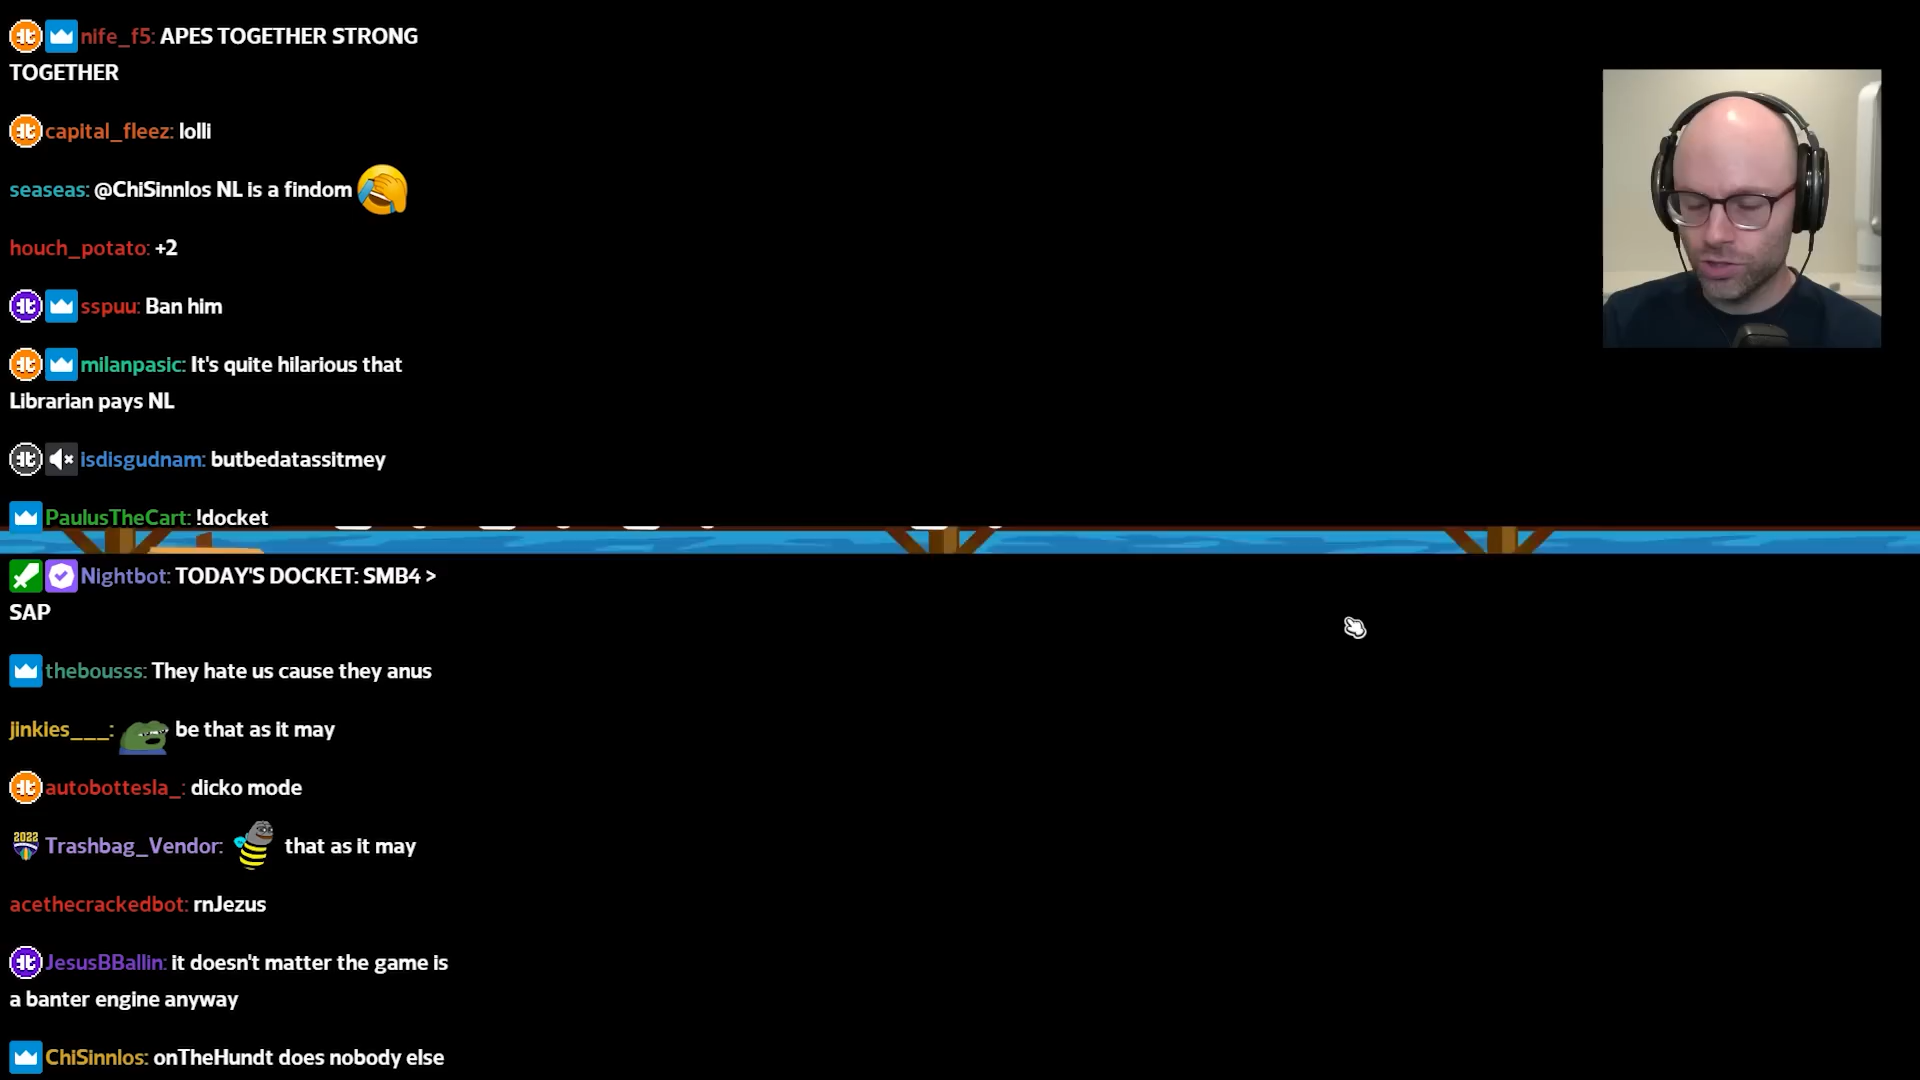 nife_f5: APES TOGETHER STRONG
TOGETHER
capital_fleez: lolli
seaseas: @ChiSinnlos NL is a findom
houch_potato: +2
sspuu: Ban him
milanpasic: It's quite hilarious that
Librarian pays NL
isdisgudnam: butbedatassitmey
PaulusTheCart: !docket
Nightbot: TODAY'S DOCKET: SMB4 >
SAP
thebousss: They hate us cause they anus
jinkies___: be that as it may
autobottesla_: dicko mode
2022
Trashbag_Vendor: that as it may
acethecrackedbot: rnJezus
JesusBBallin: it doesn't matter the game is
a banter engine anyway
ChiSinnlos: onTheHundt does nobody else